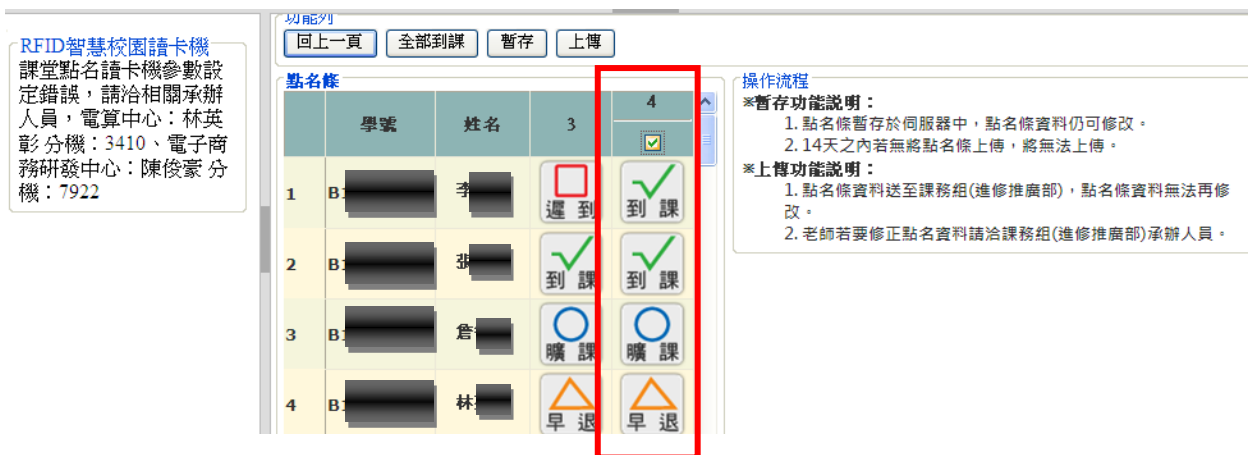 RFID智慧校園讀卡機
課堂點名讀卡機參數設
定錯誤，請洽相關承辦
人員，電算中心：林英
彰 分機：3410、電子商
務研發中心：陳俊豪 分
機：7922
功能列
回上一頁 全部到課 暫存 上傳
點名條
學號 姓名 3 4
1 B1 李 遲到 到課
2 B1 張 到課 到課
3 B1 詹 曠課 曠課
4 B1 林 早退 早退
操作流程
※暫存功能說明：
1. 點名條暫存於伺服器中，點名條資料仍可修改。
2. 14天之內若無將點名條上傳，將無法上傳。
※上傳功能說明：
1. 點名條資料送至課務組(進修推廣部)，點名條資料無法再修
改。
2. 老師若要修正點名資料請洽課務組(進修推廣部)承辦人員。